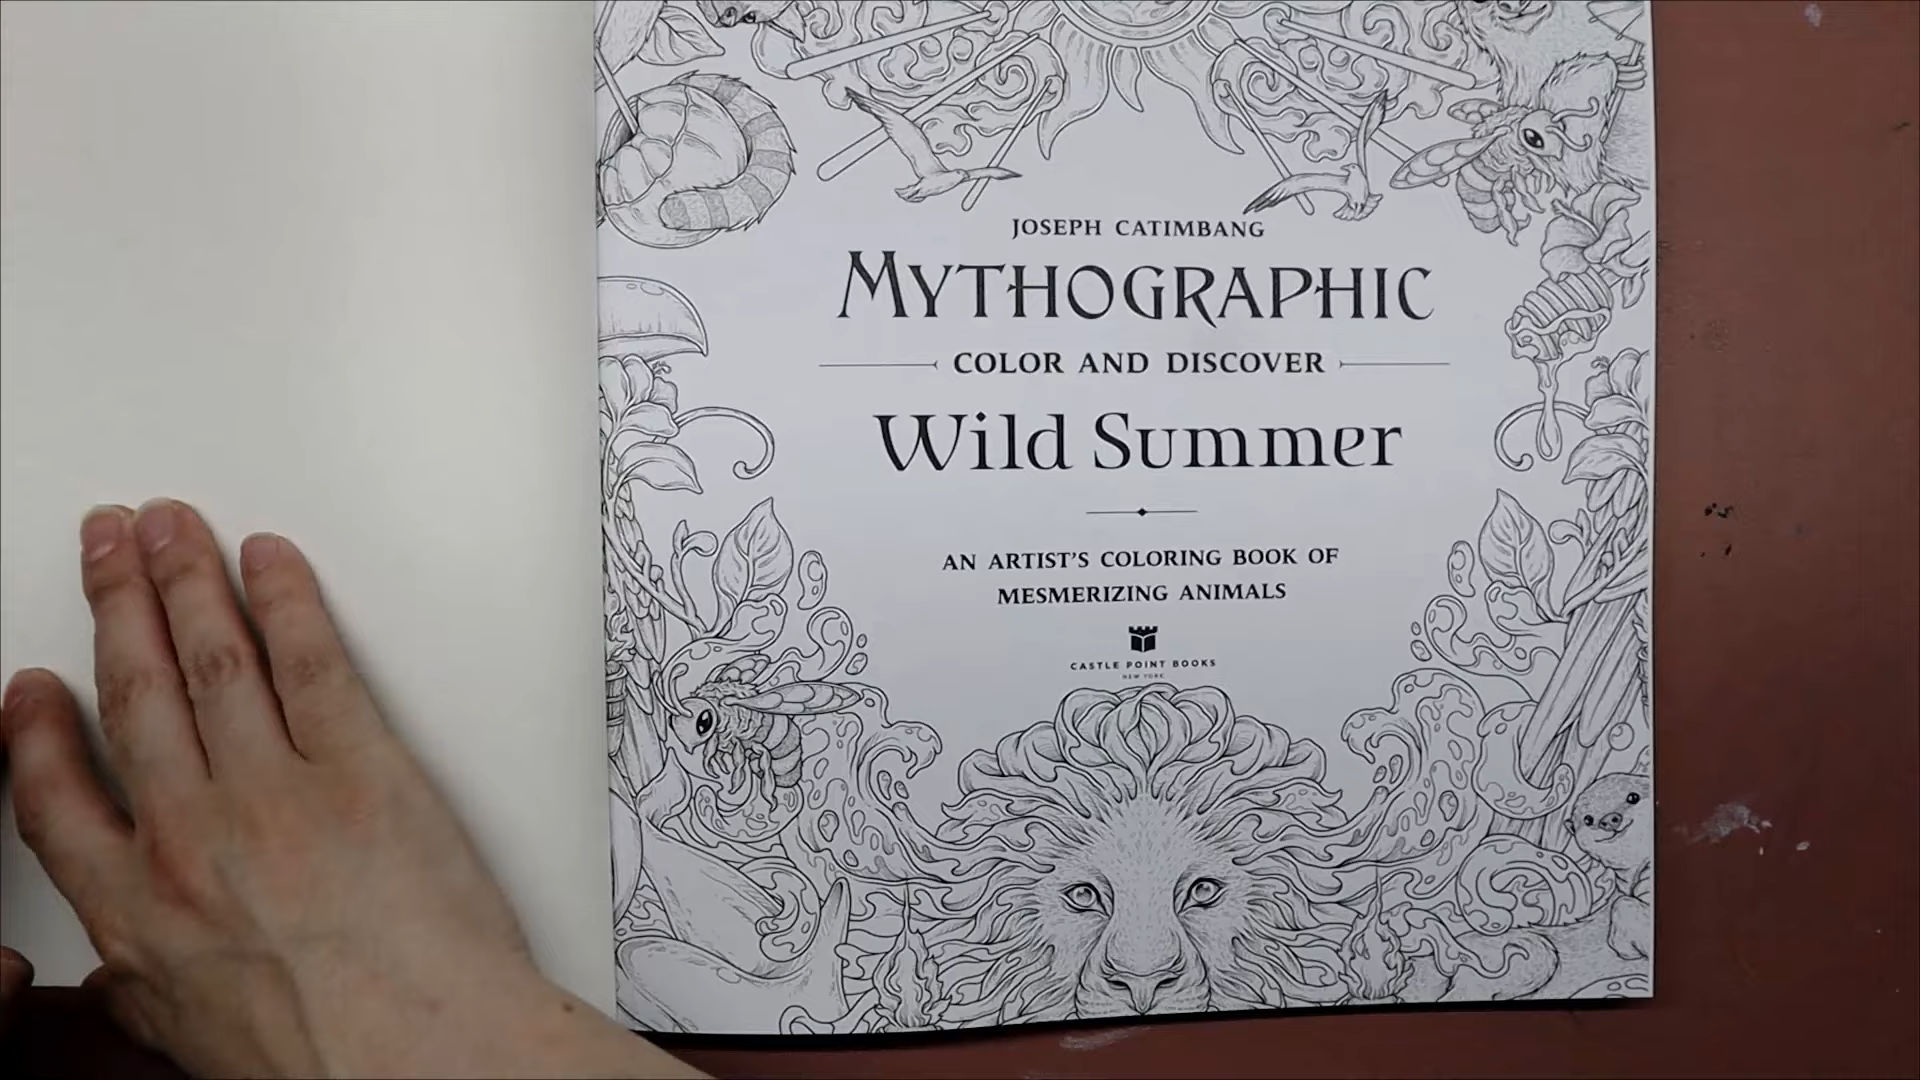 JOSEPH CATIMBANG
MYTHOGRAPHIC
COLOR AND DISCOVER
Wild Summer
AN ARTIST'S COLORING BOOK OF
MESMERIZING ANIMALS
CASTLE POINT BOOKS
NEW YORK